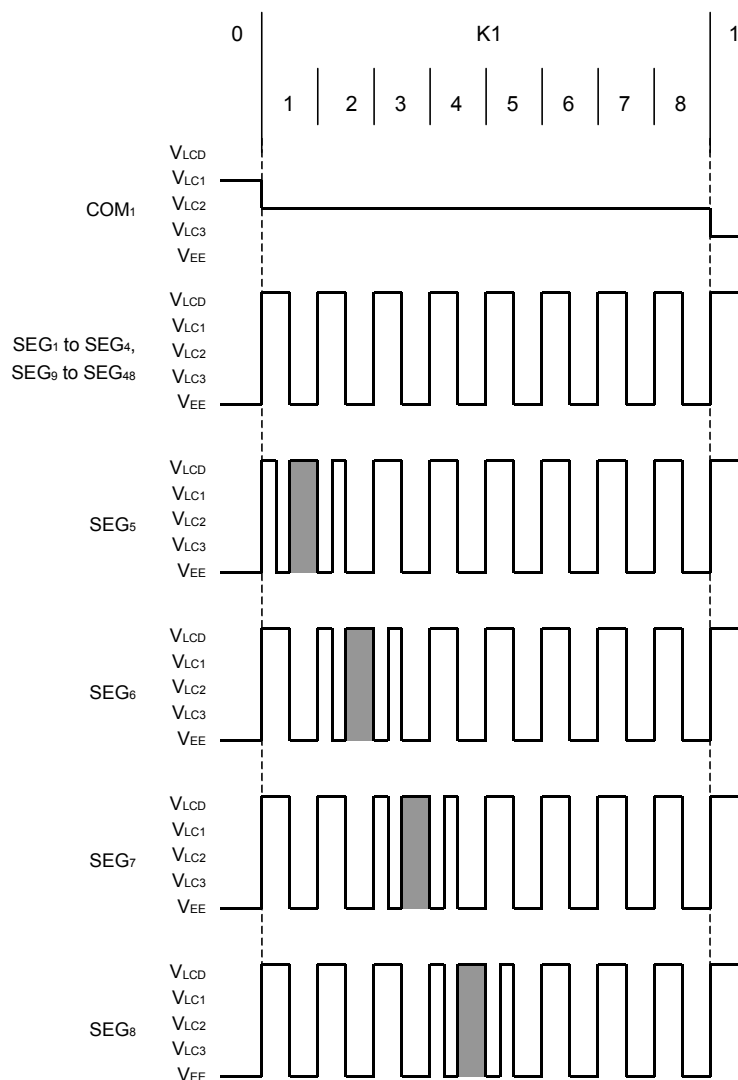 0 K1 1
1 2 3 4 5 6 7 8
VLCD
VLC1
COM1
VLC2
VLC3
VEE
VLCD
VLC1
SEG1 to SEG4,
VLC2
SEG9 to SEG48
VLC3
VEE
VLCD
VLC1
SEG5
VLC2
VLC3
VEE
VLCD
VLC1
SEG6
VLC2
VLC3
VEE
VLCD
VLC1
SEG7
VLC2
VLC3
VEE
VLCD
VLC1
SEG8
VLC2
VLC3
VEE